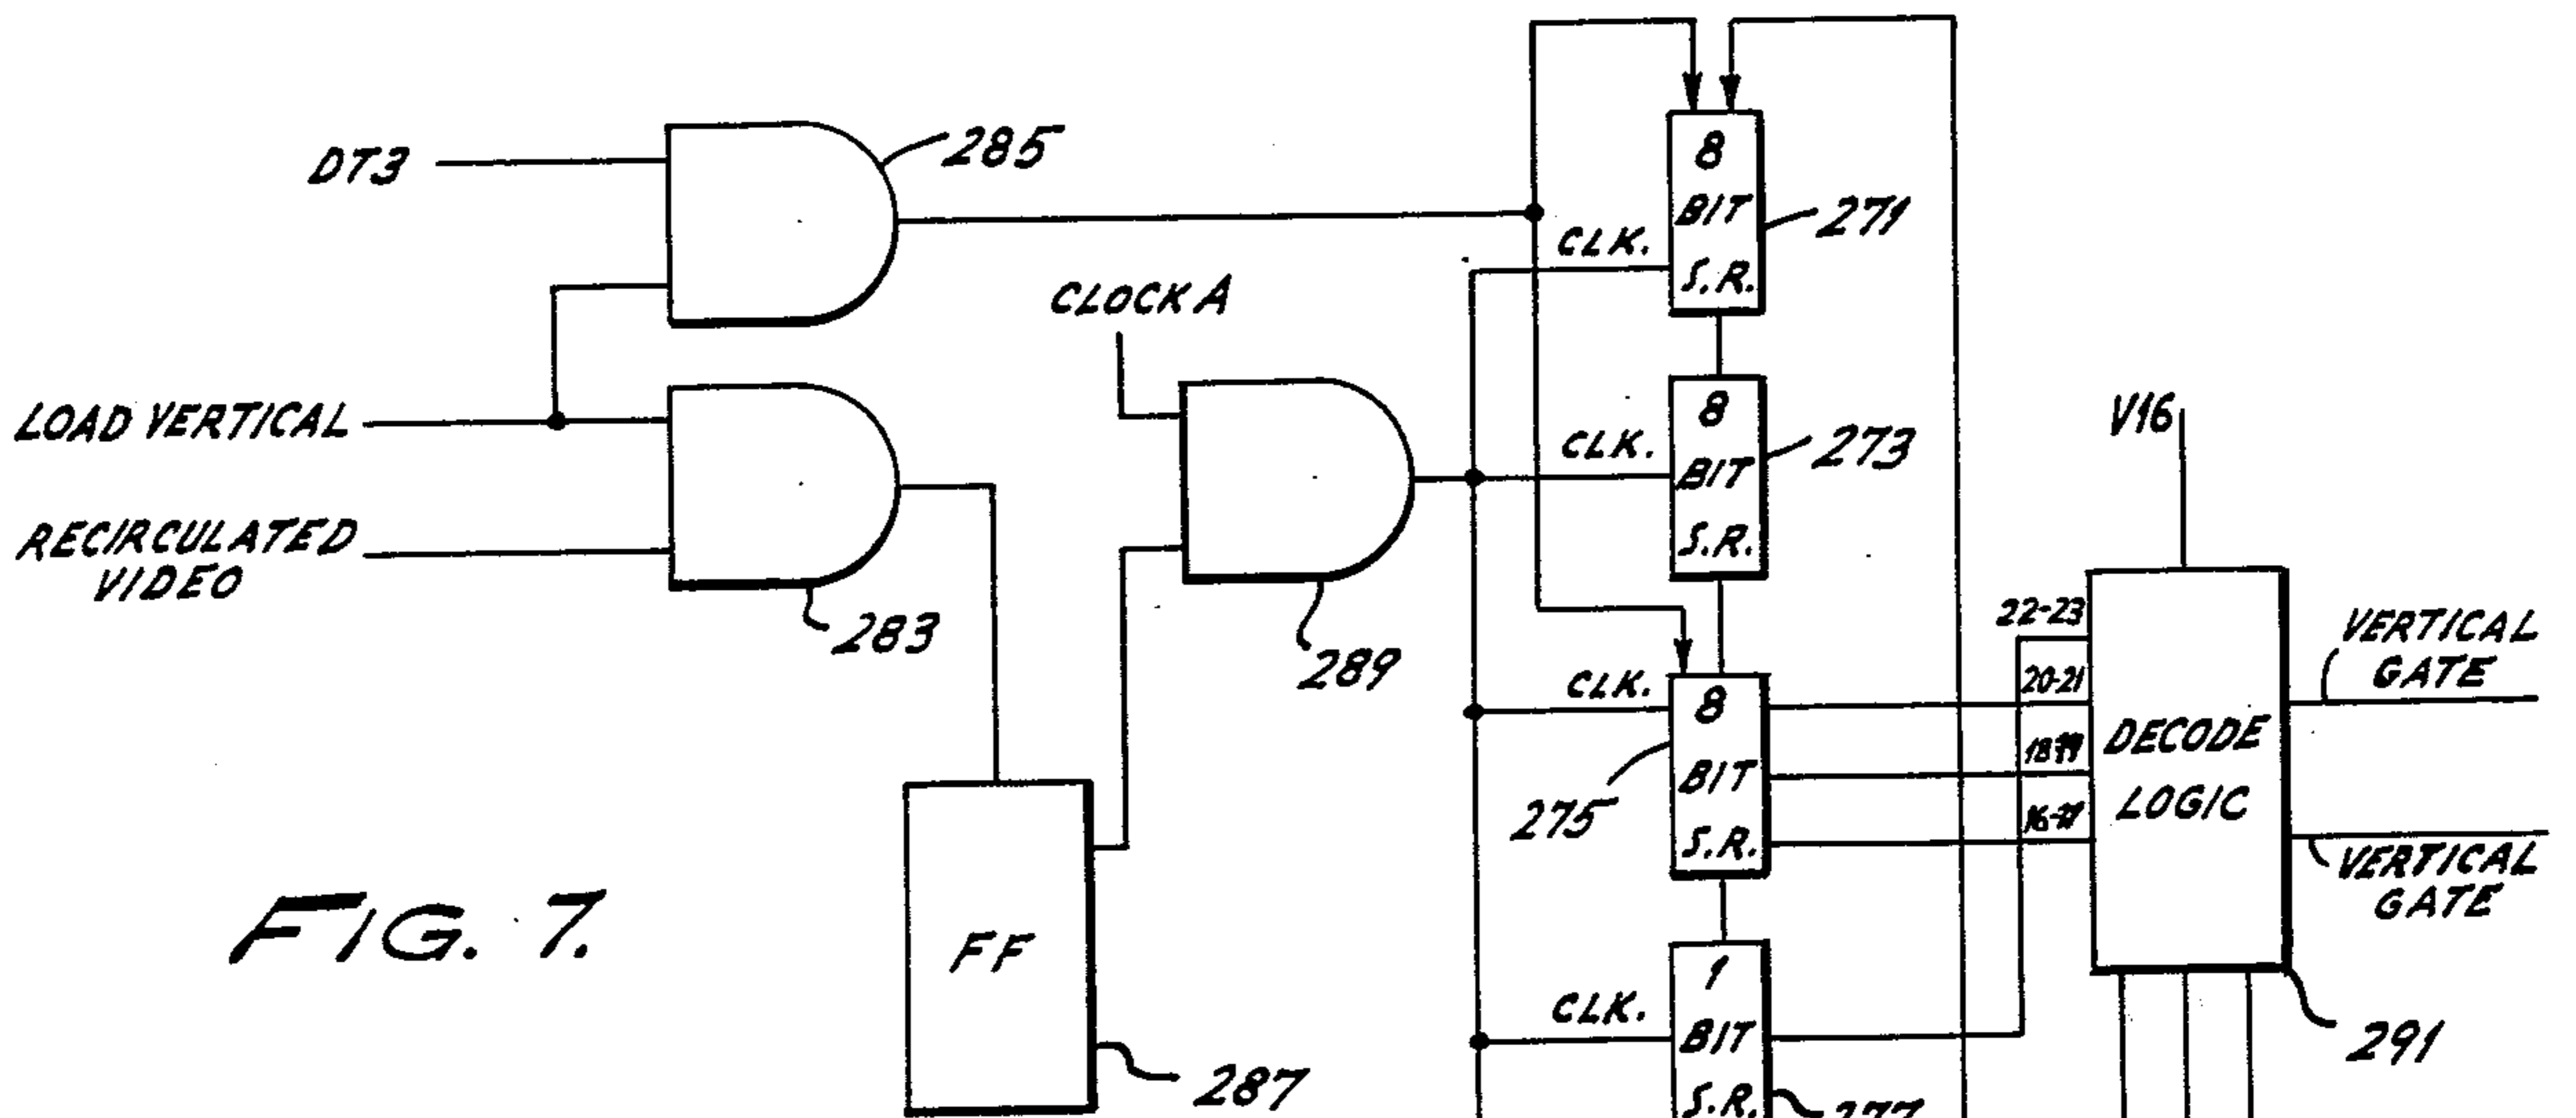 DT3
285
LOAD VERTICAL
RECIRCULATED
VIDEO
283
CLOCK A
289
FF
287
FIG. 7.
CLK.
8
BIT
S.R.
271
CLK.
8
BIT
S.R.
273
CLK.
8
BIT
S.R.
275
CLK.
1
BIT
S.R.
277
V16
22-23
20-21
DECODE
LOGIC
VERTICAL
GATE
VERTICAL
GATE
291